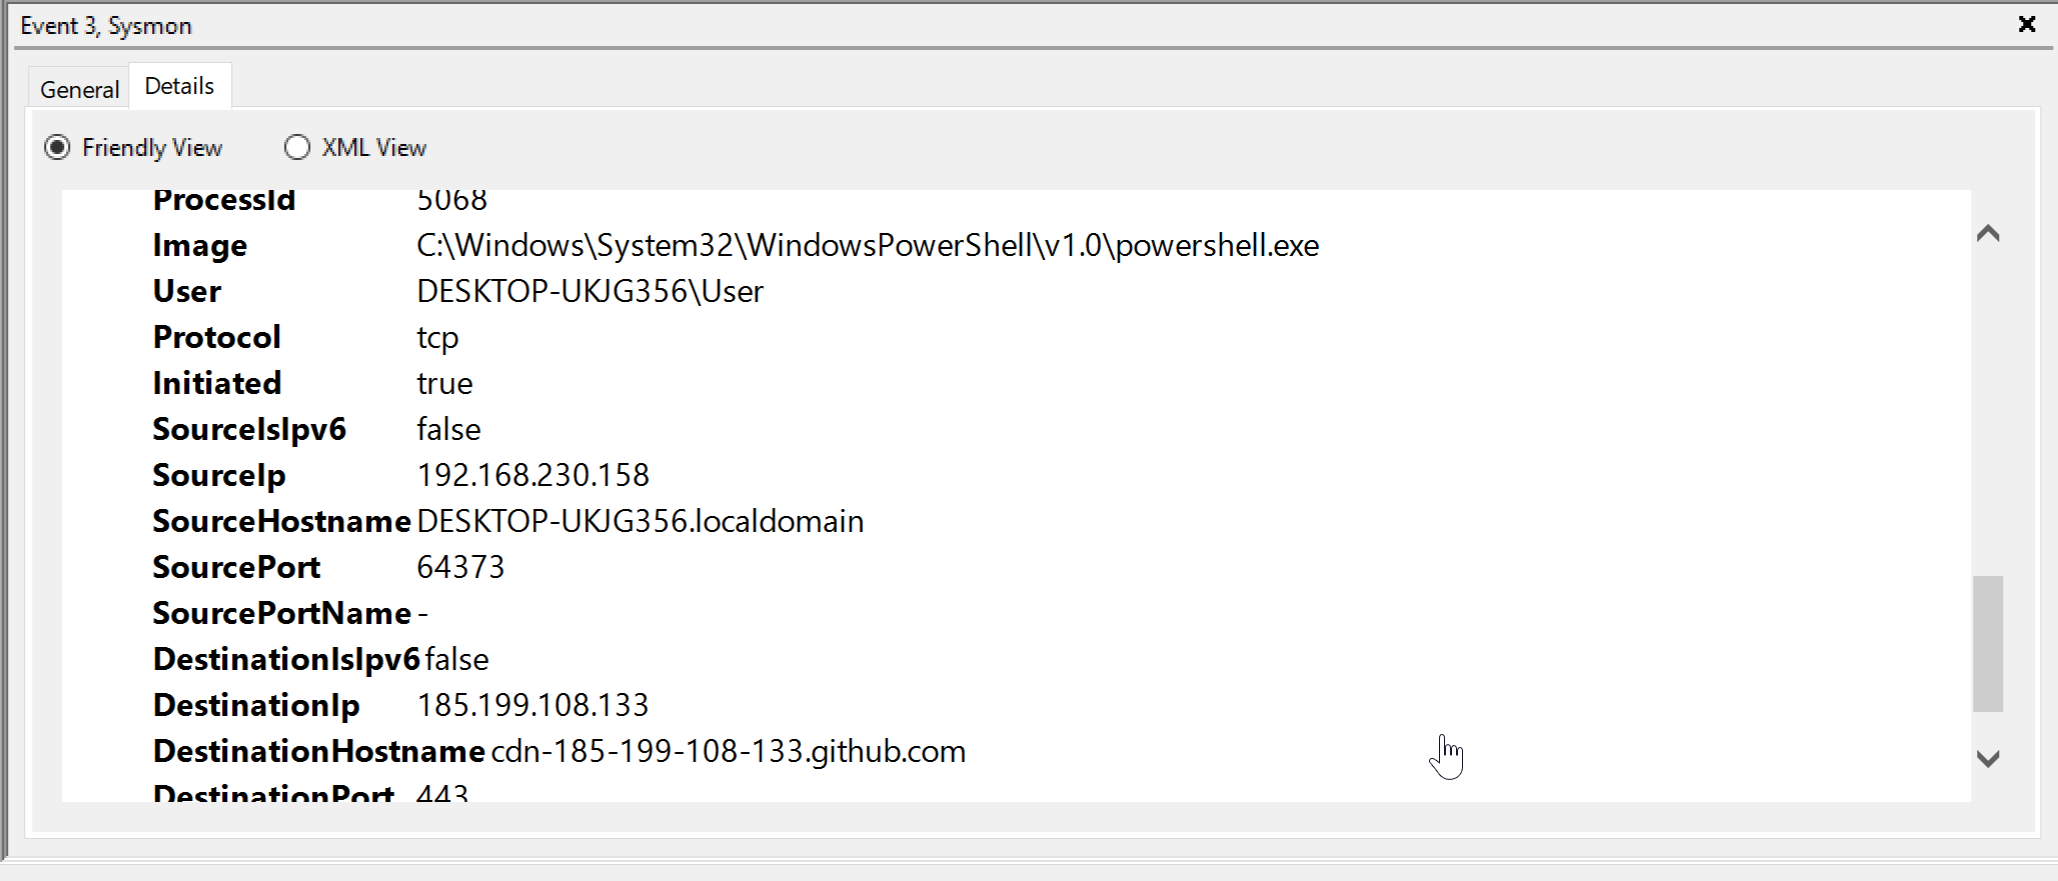 Event 3, Sysmon
General Details
Friendly View XML View
ProcessId 5068
Image C:\Windows\System32\WindowsPowerShell\v1.0\powershell.exe
User DESKTOP-UKJG356\User
Protocol tcp
Initiated true
SourceIsIpv6 false
SourceIp 192.168.230.158
SourceHostname DESKTOP-UKJG356.localdomain
SourcePort 64373
SourcePortName -
DestinationIsIpv6 false
DestinationIp 185.199.108.133
DestinationHostname cdn-185-199-108-133.github.com
DestinationPort 443